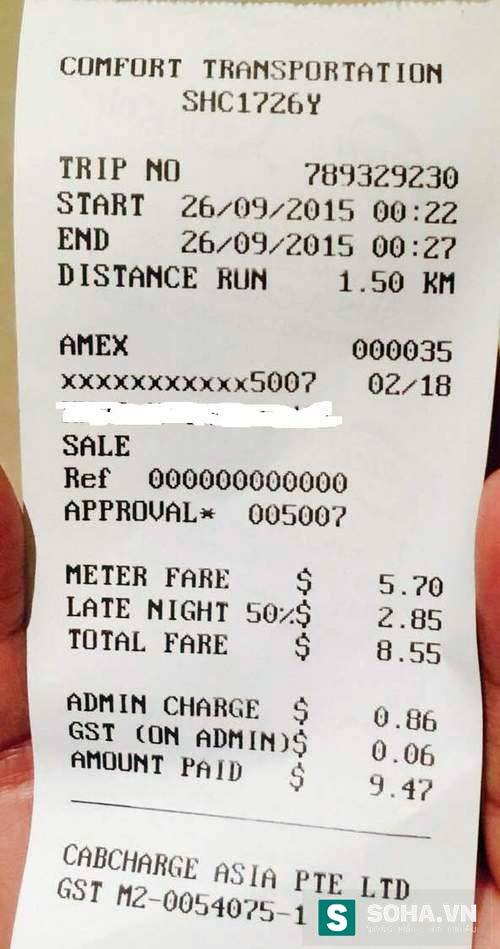 COMFORT TRANSPORTATION
SHC1726Y
TRIP NO 789329230
START 26/09/2015 00:22
END 26/09/2015 00:27
DISTANCE RUN 1.50 KM
AMEX 000035
xxxxxxxxxxx5007 02/18
SALE
Ref 000000000000
APPROVAL* 005007
METER FARE $ 5.70
LATE NIGHT 50%$ 2.85
TOTAL FARE $ 8.55
ADMIN CHARGE $ 0.86
GST (ON ADMIN)$ 0.06
AMOUNT PAID $ 9.47
CABCHARGE ASIA PTE LTD
GST M2-0054075-1
S SOHA.VN